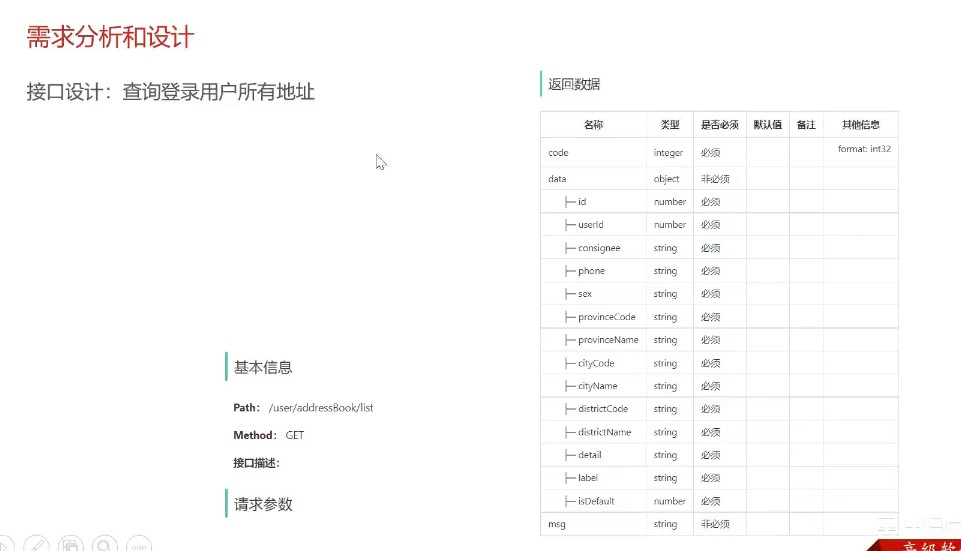 需求分析和设计
接口设计：查询登录用户所有地址
基本信息
Path： /user/addressBook/list
Method： GET
接口描述：
请求参数
返回数据
名称 类型 是否必须 默认值 备注 其他信息
code integer 必须 format: int32
data object 非必须
├─ id number 必须
├─ userId number 必须
├─ consignee string 必须
├─ phone string 必须
├─ sex string 必须
├─ provinceCode string 必须
├─ provinceName string 必须
├─ cityCode string 必须
├─ cityName string 必须
├─ districtCode string 必须
├─ districtName string 必须
├─ detail string 必须
├─ label string 必须
├─ isDefault number 必须
msg string 非必须
高级软